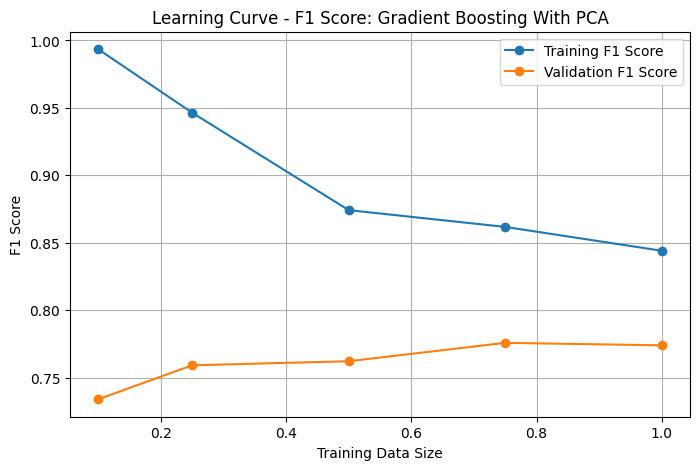 Learning Curve - F1 Score: Gradient Boosting With PCA
Training F1 Score
Validation F1 Score
1.00
0.95
0.90
0.85
0.80
0.75
F1 Score
0.2
0.4
0.6
0.8
1.0
Training Data Size